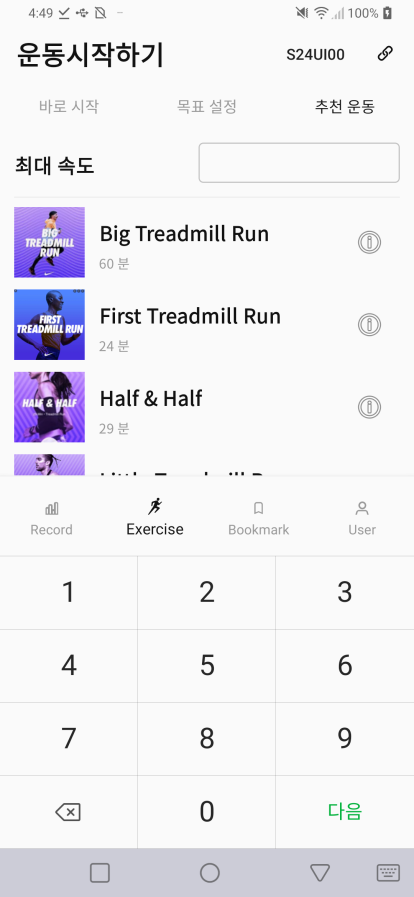 4:49
100%
운동시작하기
S24UI00
바로 시작
목표 설정
추천 운동
최대 속도
BIG
TREADMILL
RUN
Big Treadmill Run
60 분
FIRST
TREADMILL RUN
First Treadmill Run
24 분
HALF & HALF
Half & Half
29 분
Record
Exercise
Bookmark
User
1
2
3
4
5
6
7
8
9
0
다음